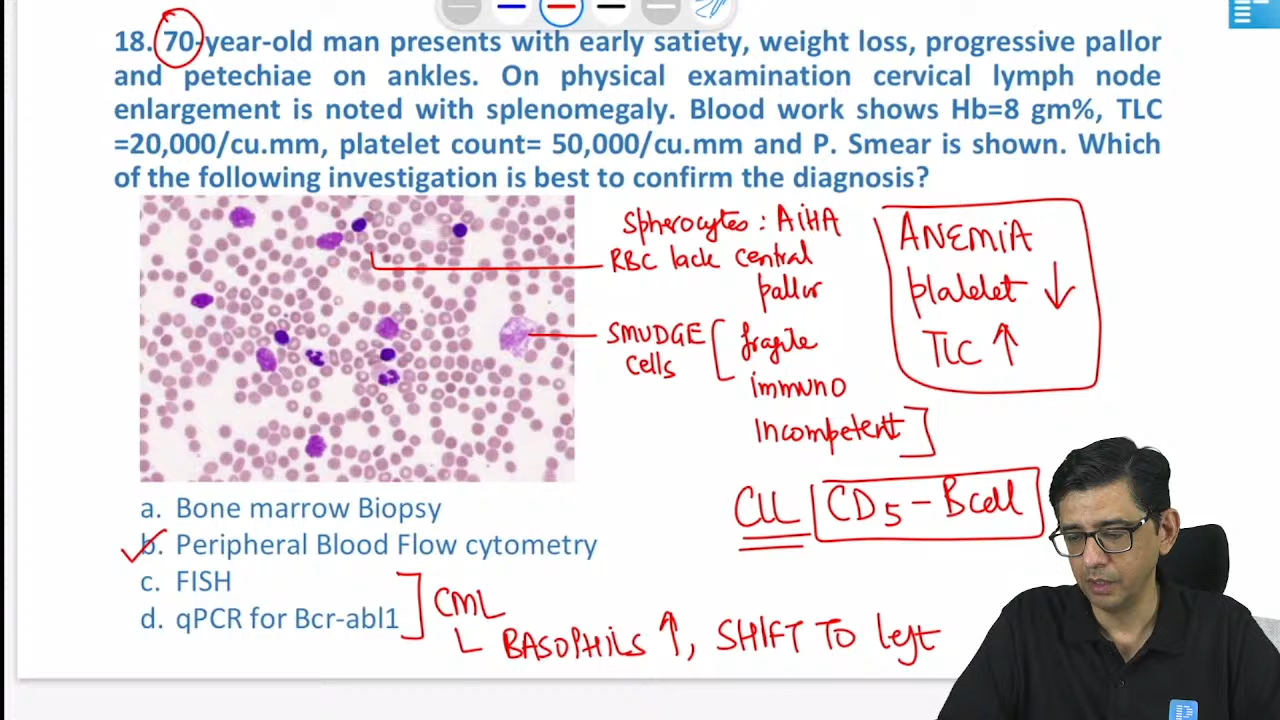 18. 70-year-old man presents with early satiety, weight loss, progressive pallor
and petechiae on ankles. On physical examination cervical lymph node
enlargement is noted with splenomegaly. Blood work shows Hb=8 gm%, TLC
=20,000/cu.mm, platelet count= 50,000/cu.mm and P. Smear is shown. Which
of the following investigation is best to confirm the diagnosis?
Spherocytes : AiHA
RBC lack central
pallor
SMUDGE
cells
fragile
immuno
incompetent
ANEMiA
platelet ↓
TLC ↑
CLL
CD5 - B cell
a. Bone marrow Biopsy
b. Peripheral Blood Flow cytometry
c. FISH
d. qPCR for Bcr-abl1
CML
BASOPHiLS ↑, SHIFT TO left